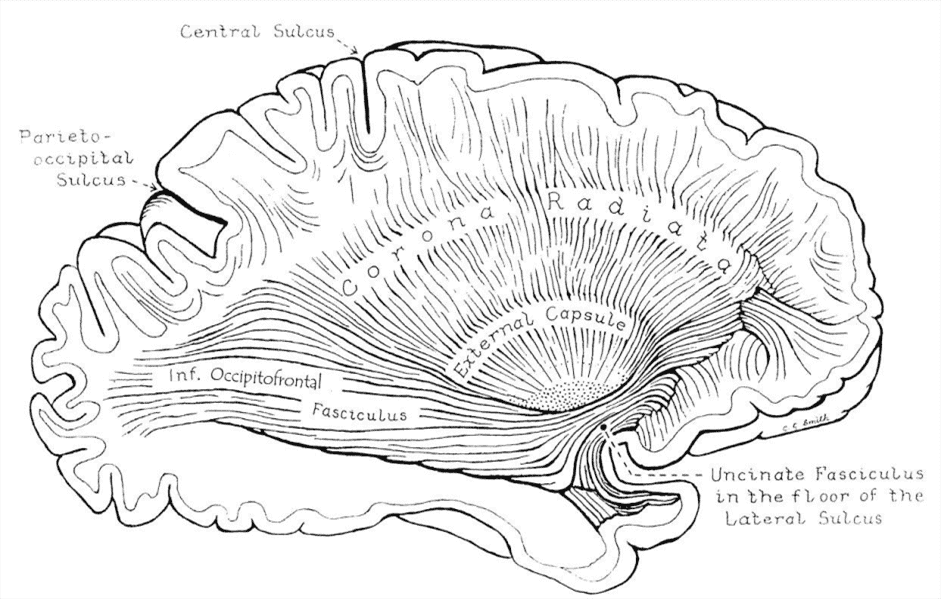 Central Sulcus
Parieto-
occipital
Sulcus
Corona Radiata
External Capsule
Inf. Occipitofrontal
Fasciculus
C C Smith
Uncinate Fasciculus
in the floor of the
Lateral Sulcus